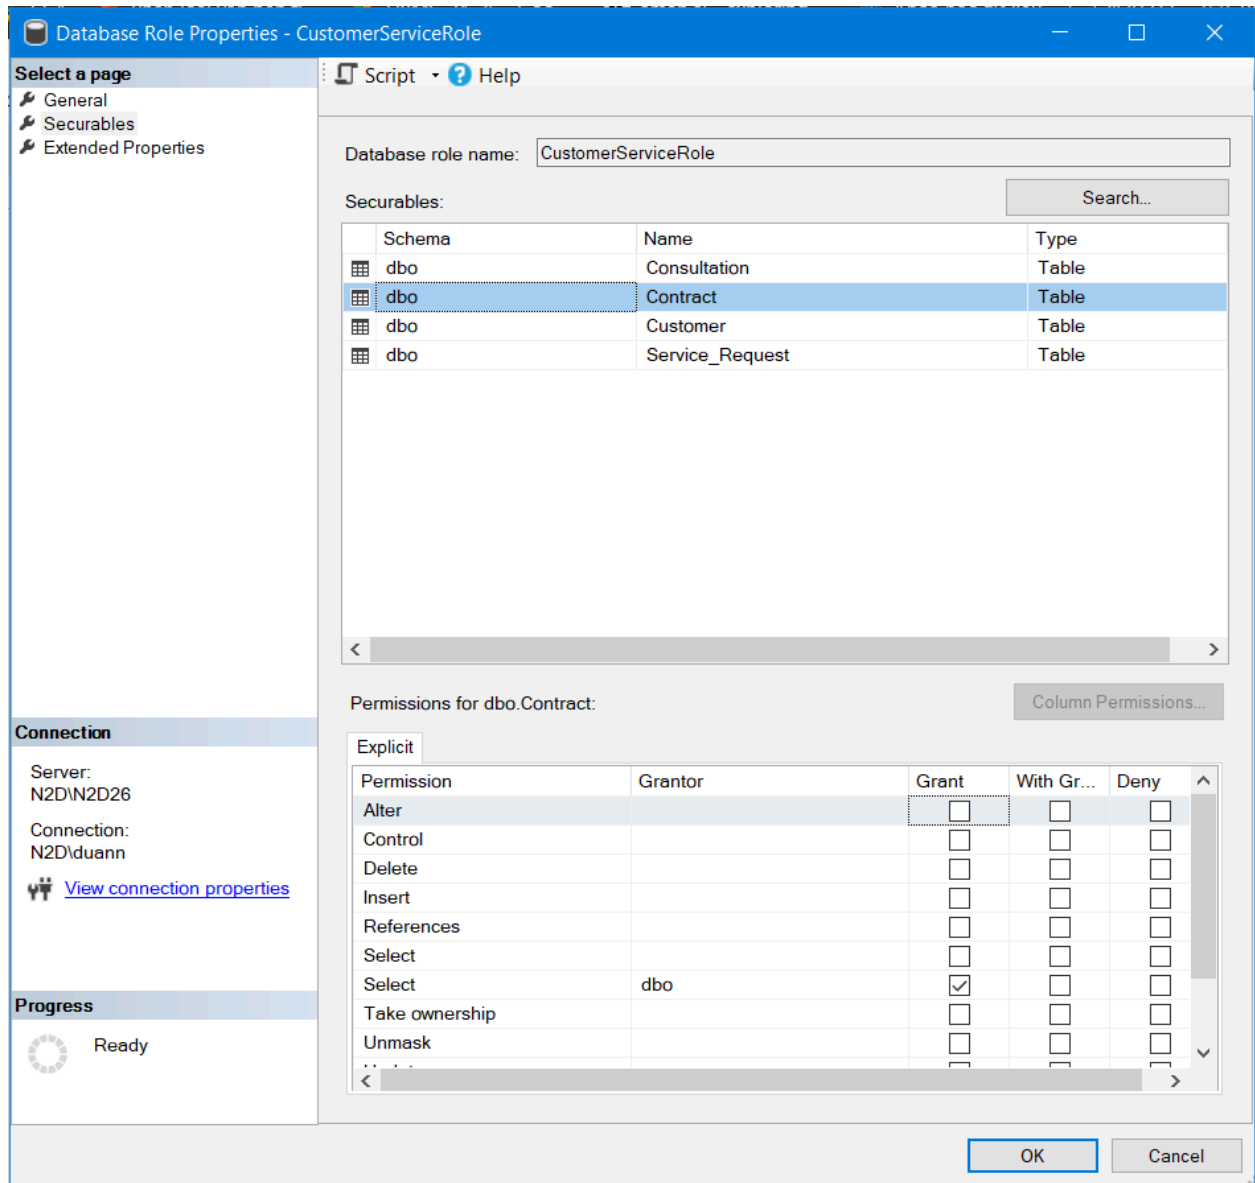 Database Role Properties - CustomerServiceRole
Select a page
General
Securables
Extended Properties
Script Help
Database role name: CustomerServiceRole
Securables:
Search...
Schema Name Type
dbo Consultation Table
dbo Contract Table
dbo Customer Table
dbo Service_Request Table
Permissions for dbo.Contract:
Column Permissions...
Explicit
Permission Grantor Grant With Gr... Deny
Alter
Control
Delete
Insert
References
Select
Select dbo
Take ownership
Unmask
Connection
Server:
N2D\N2D26
Connection:
N2D\duann
View connection properties
Progress
Ready
OK Cancel